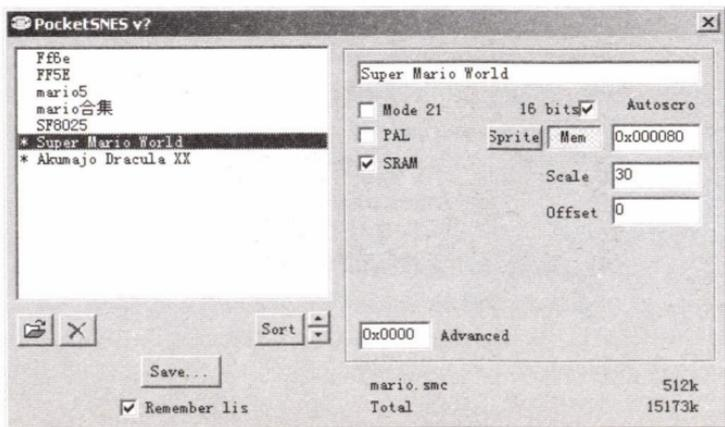 PocketSNES v?
Ff6e
FF5E
mario5
mario合集
SF8025
* Super Mario World
* Akumajo Dracula XX
Sort
Save...
Remember lis
Super Mario World
Mode 21
16 bits
Autoscro
PAL
Sprite
Mem
0x000080
SRAM
Scale
30
Offset
0
0x0000
Advanced
mario.smc
512k
Total
15173k